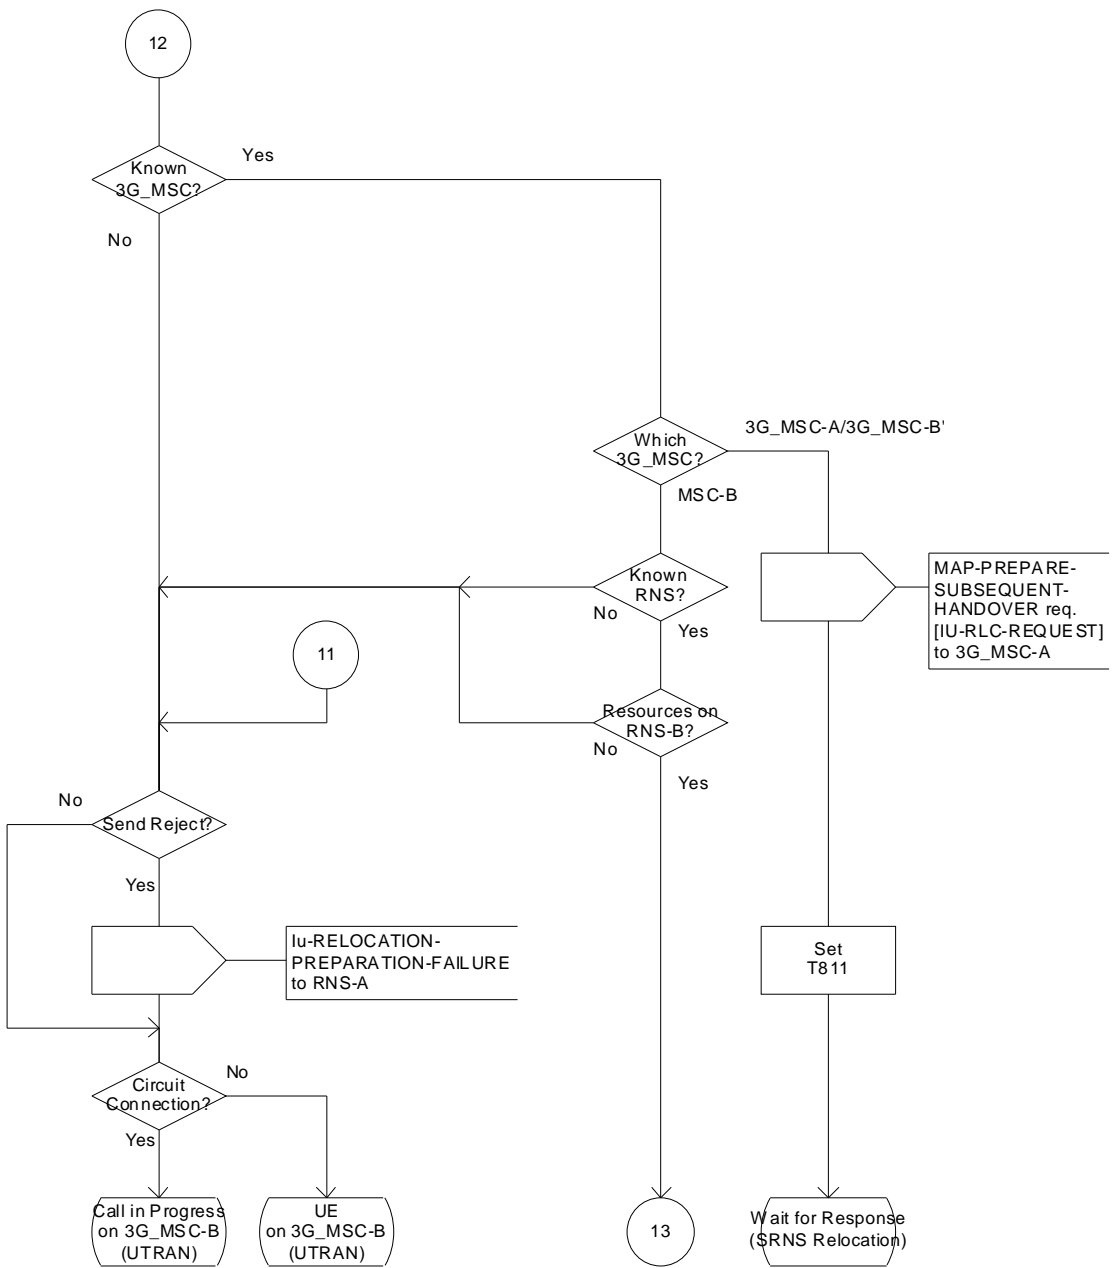 12
Known
3G_MSC?
Yes
No
Which
3G_MSC?
3G_MSC-A/3G_MSC-B'
MSC-B
Known
RNS?
No
Yes
MAP-PREPARE-
SUBSEQUENT-
HANDOVER req.
[IU-RLC-REQUEST]
to 3G_MSC-A
11
Resources on
RNS-B?
No
Yes
No
Send Reject?
Yes
Iu-RELOCATION-
PREPARATION-FAILURE
to RNS-A
Set
T811
Circuit
Connection?
No
Yes
Call in Progress
on 3G_MSC-B
(UTRAN)
UE
on 3G_MSC-B
(UTRAN)
13
Wait for Response
(SRNS Relocation)